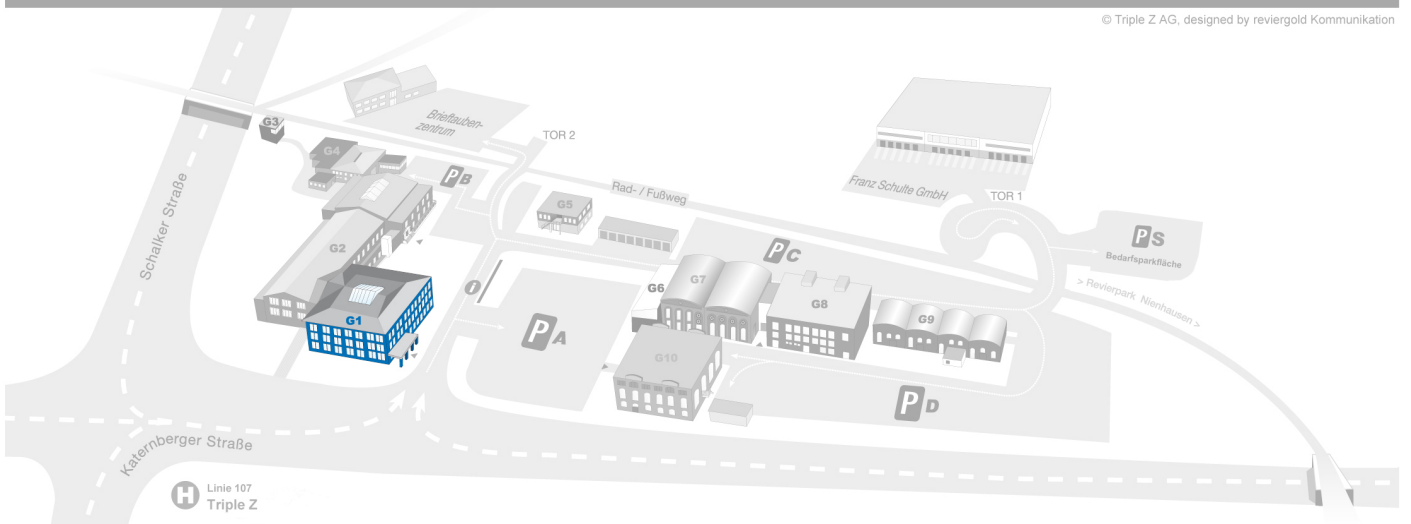 © Triple Z AG, designed by reviergold Kommunikation
G3
Brieftauben-
zentrum
TOR 2
G4
P B
Rad- / Fußweg
Franz Schulte GmbH
TOR 1
Schalker Straße
G5
P S
Bedarfsparkfläche
G2
P C
G6
G7
G8
> Revierpark Nienhausen >
i
G1
P A
G9
G10
P D
Katernberger Straße
H
Linie 107
Triple Z